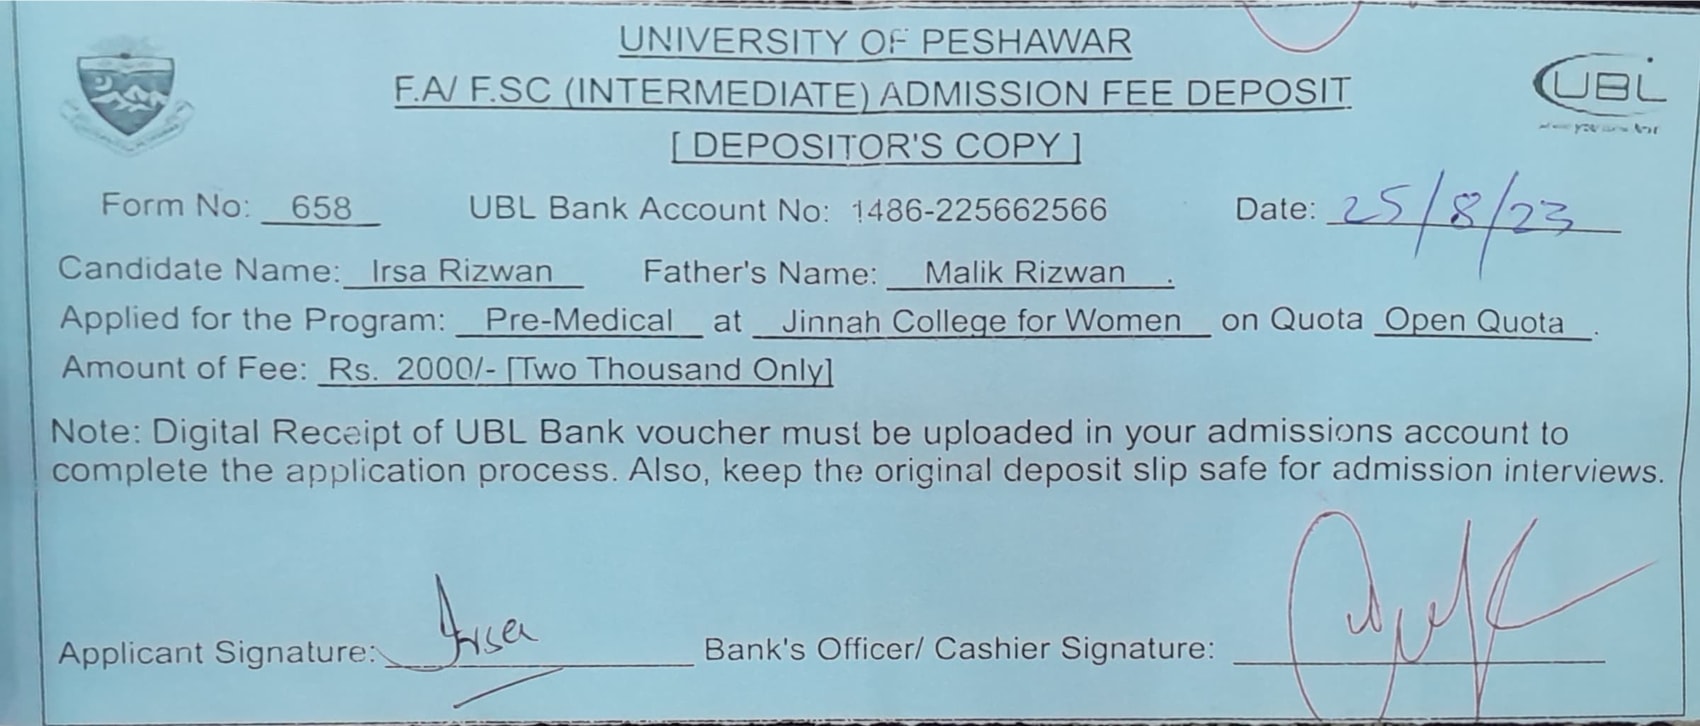 UNIVERSITY OF PESHAWAR
F.A/ F.SC (INTERMEDIATE) ADMISSION FEE DEPOSIT
[ DEPOSITOR'S COPY ]
UBL
Form No: 658 UBL Bank Account No: 1486-225662566 Date: 25/8/23
Candidate Name: Irsa Rizwan Father's Name: Malik Rizwan .
Applied for the Program: Pre-Medical at Jinnah College for Women on Quota Open Quota .
Amount of Fee: Rs. 2000/- [Two Thousand Only]
Note: Digital Receipt of UBL Bank voucher must be uploaded in your admissions account to
complete the application process. Also, keep the original deposit slip safe for admission interviews.
Applicant Signature: Irsa Bank's Officer/ Cashier Signature: